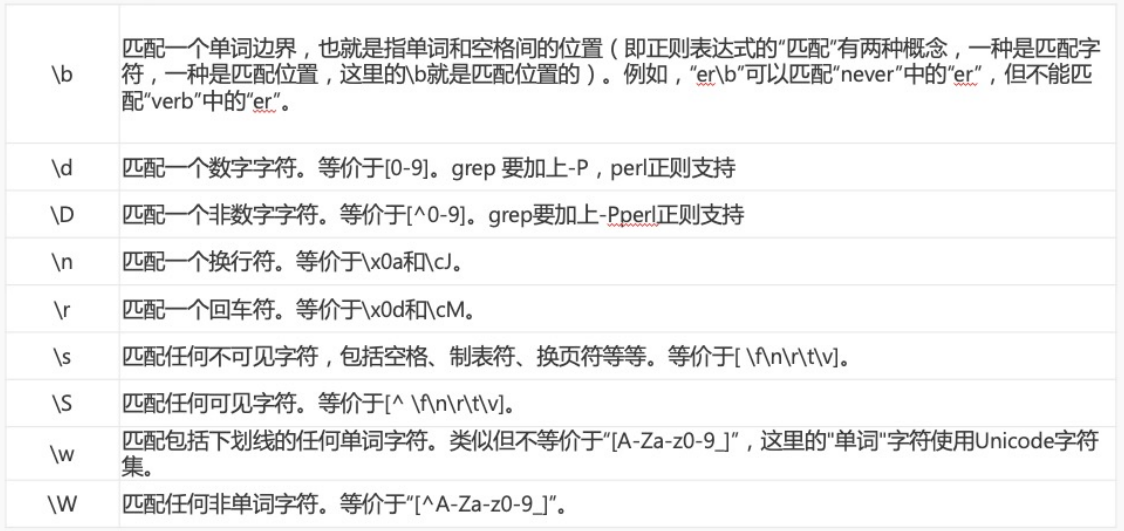 \b
匹配一个单词边界，也就是指单词和空格间的位置（即正则表达式的“匹配”有两种概念，一种是匹配字
符，一种是匹配位置，这里的\b就是匹配位置的）。例如，“er\b”可以匹配“never”中的“er”，但不能匹
配“verb”中的“er”。
\d
匹配一个数字字符。等价于[0-9]。grep 要加上-P，perl正则支持
\D
匹配一个非数字字符。等价于[^0-9]。grep要加上-Pperl正则支持
\n
匹配一个换行符。等价于\x0a和\cJ。
\r
匹配一个回车符。等价于\x0d和\cM。
\s
匹配任何不可见字符，包括空格、制表符、换页符等等。等价于[ \f\n\r\t\v]。
\S
匹配任何可见字符。等价于[^ \f\n\r\t\v]。
\w
匹配包括下划线的任何单词字符。类似但不等价于“[A-Za-z0-9_]”，这里的"单词"字符使用Unicode字符
集。
\W
匹配任何非单词字符。等价于“[^A-Za-z0-9_]”。